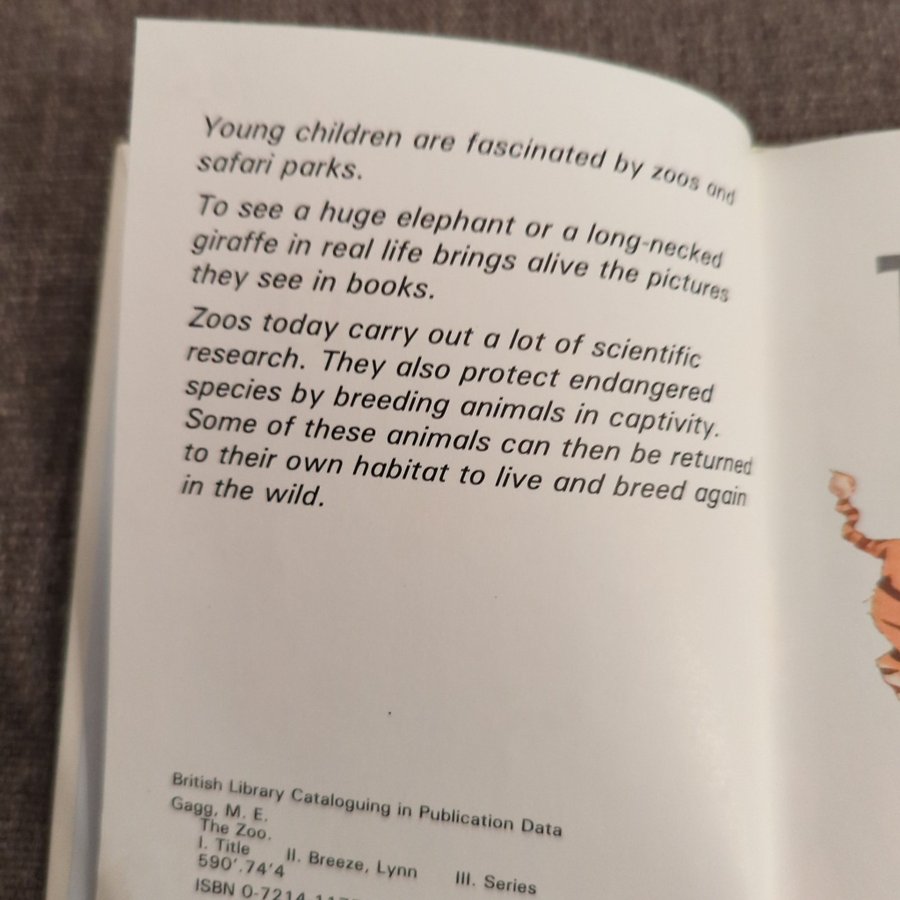 Young children are fascinated by zoos and
safari parks.
To see a huge elephant or a long-necked
giraffe in real life brings alive the pictures
they see in books.
Zoos today carry out a lot of scientific
research. They also protect endangered
species by breeding animals in captivity.
Some of these animals can then be returned
to their own habitat to live and breed again
in the wild.
British Library Cataloguing in Publication Data
Gagg, M. E.
The Zoo.
I. Title II. Breeze, Lynn III. Series
590'.74'4
ISBN